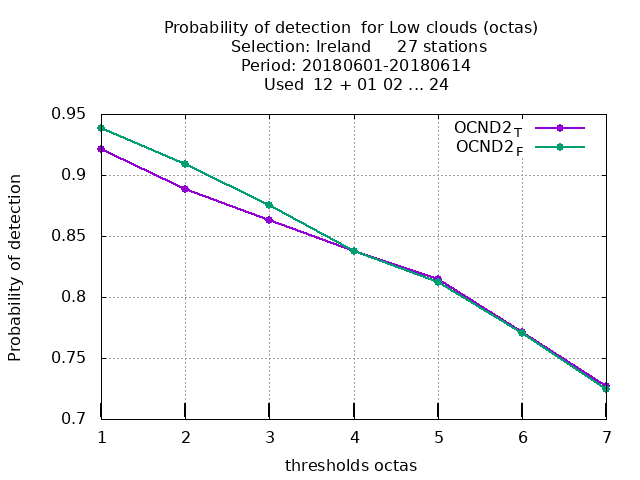 Probability of detection  for Low clouds (octas)
Selection: Ireland     27 stations
Period: 20180601-20180614
Used  12 + 01 02 ... 24
0.95
0.9
0.85
0.8
0.75
0.7
Probability of detection
OCND2T
OCND2F
1 2 3 4 5 6 7
thresholds octas